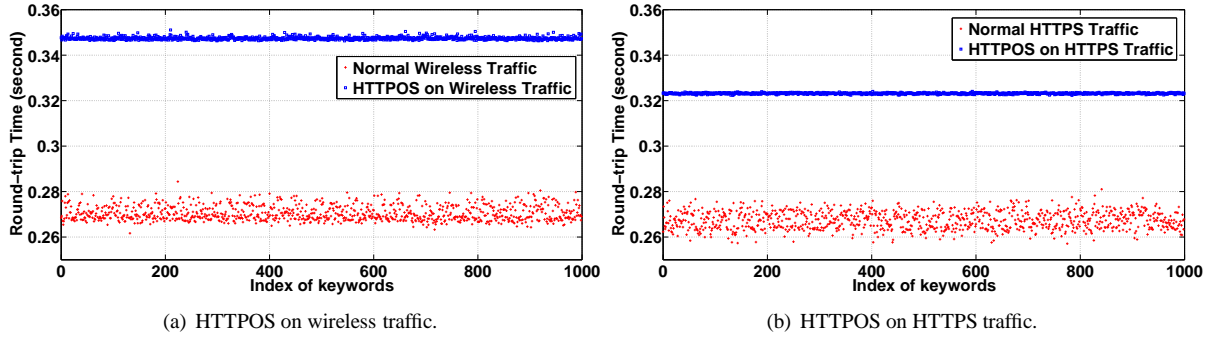 0.36
0.34
0.32
0.3
0.28
0.26
Round−trip Time (second)
Normal Wireless Traffic
HTTPOS on Wireless Traffic
0
200
400
600
800
1000
Index of keywords
(a) HTTPOS on wireless traffic.
0.36
0.34
0.32
0.3
0.28
0.26
Round−trip Time (second)
Normal HTTPS Traffic
HTTPOS on HTTPS Traffic
0
200
400
600
800
1000
Index of keywords
(b) HTTPOS on HTTPS traffic.